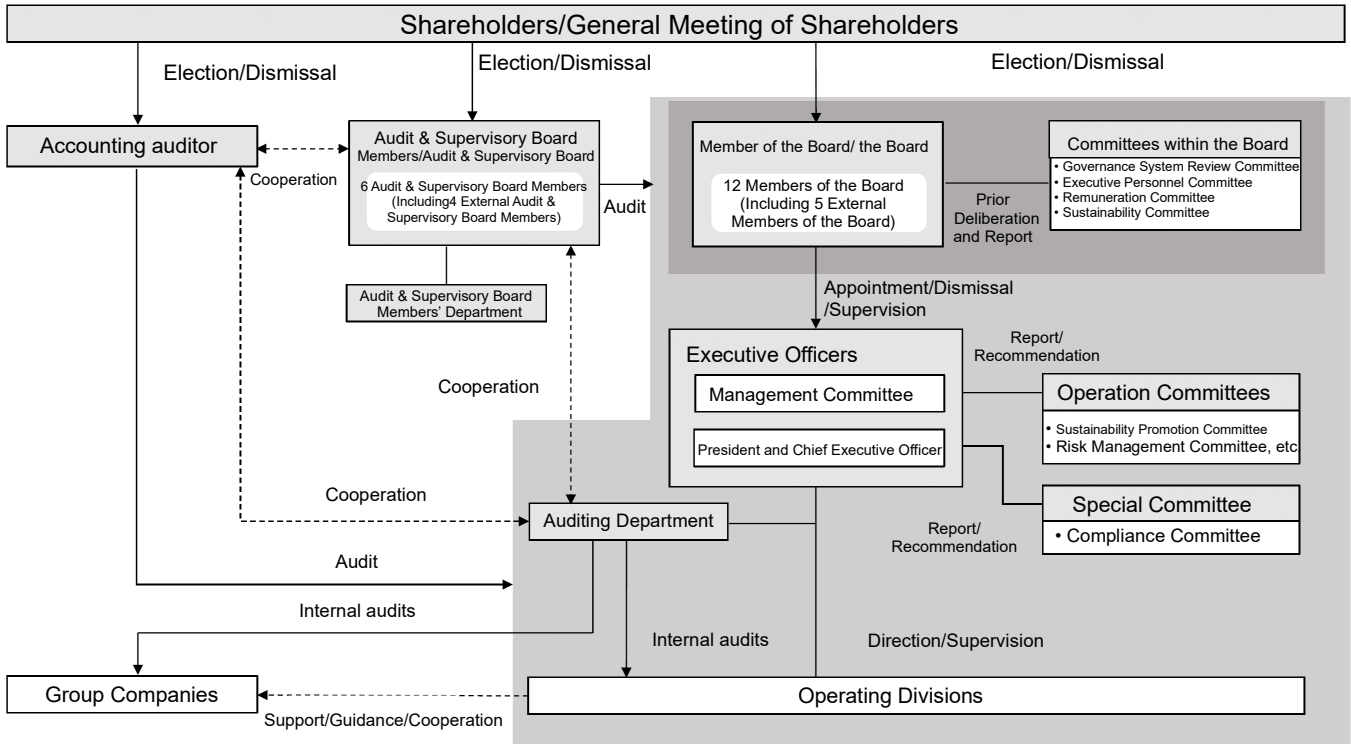 Shareholders/General Meeting of Shareholders
Election/Dismissal
Election/Dismissal
Election/Dismissal
Accounting auditor
Cooperation
Audit & Supervisory Board
Members/Audit & Supervisory Board
6 Audit & Supervisory Board Members
(Including4 External Audit &
Supervisory Board Members)
Audit
Audit & Supervisory Board
Members' Department
Member of the Board/ the Board
12 Members of the Board
(Including 5 External
Members of the Board)
Prior
Deliberation
and Report
Committees within the Board
• Governance System Review Committee
• Executive Personnel Committee
• Remuneration Committee
• Sustainability Committee
Appointment/Dismissal
/Supervision
Executive Officers
Management Committee
President and Chief Executive Officer
Report/
Recommendation
Operation Committees
• Sustainability Promotion Committee
• Risk Management Committee, etc.
Special Committee
• Compliance Committee
Report/
Recommendation
Cooperation
Cooperation
Auditing Department
Audit
Internal audits
Internal audits
Direction/Supervision
Group Companies
Support/Guidance/Cooperation
Operating Divisions